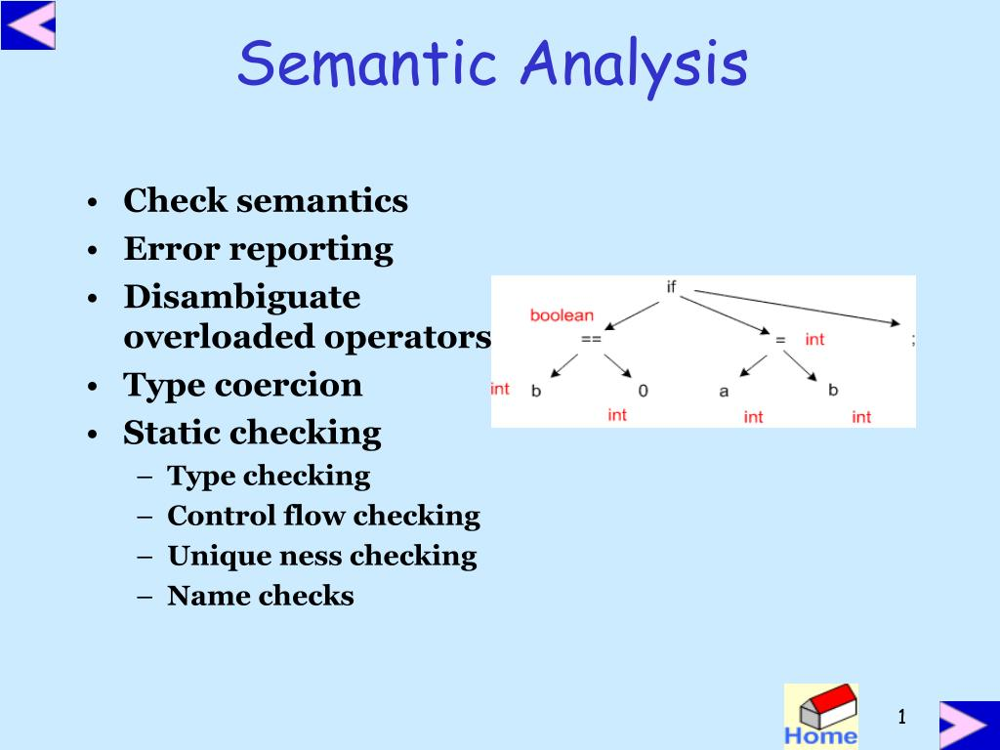 Semantic Analysis
• Check semantics
• Error reporting
• Disambiguate
overloaded operators
• Type coercion
• Static checking
– Type checking
– Control flow checking
– Unique ness checking
– Name checks
if
boolean
== = int ;
int b 0 a b
int int int
Home
1